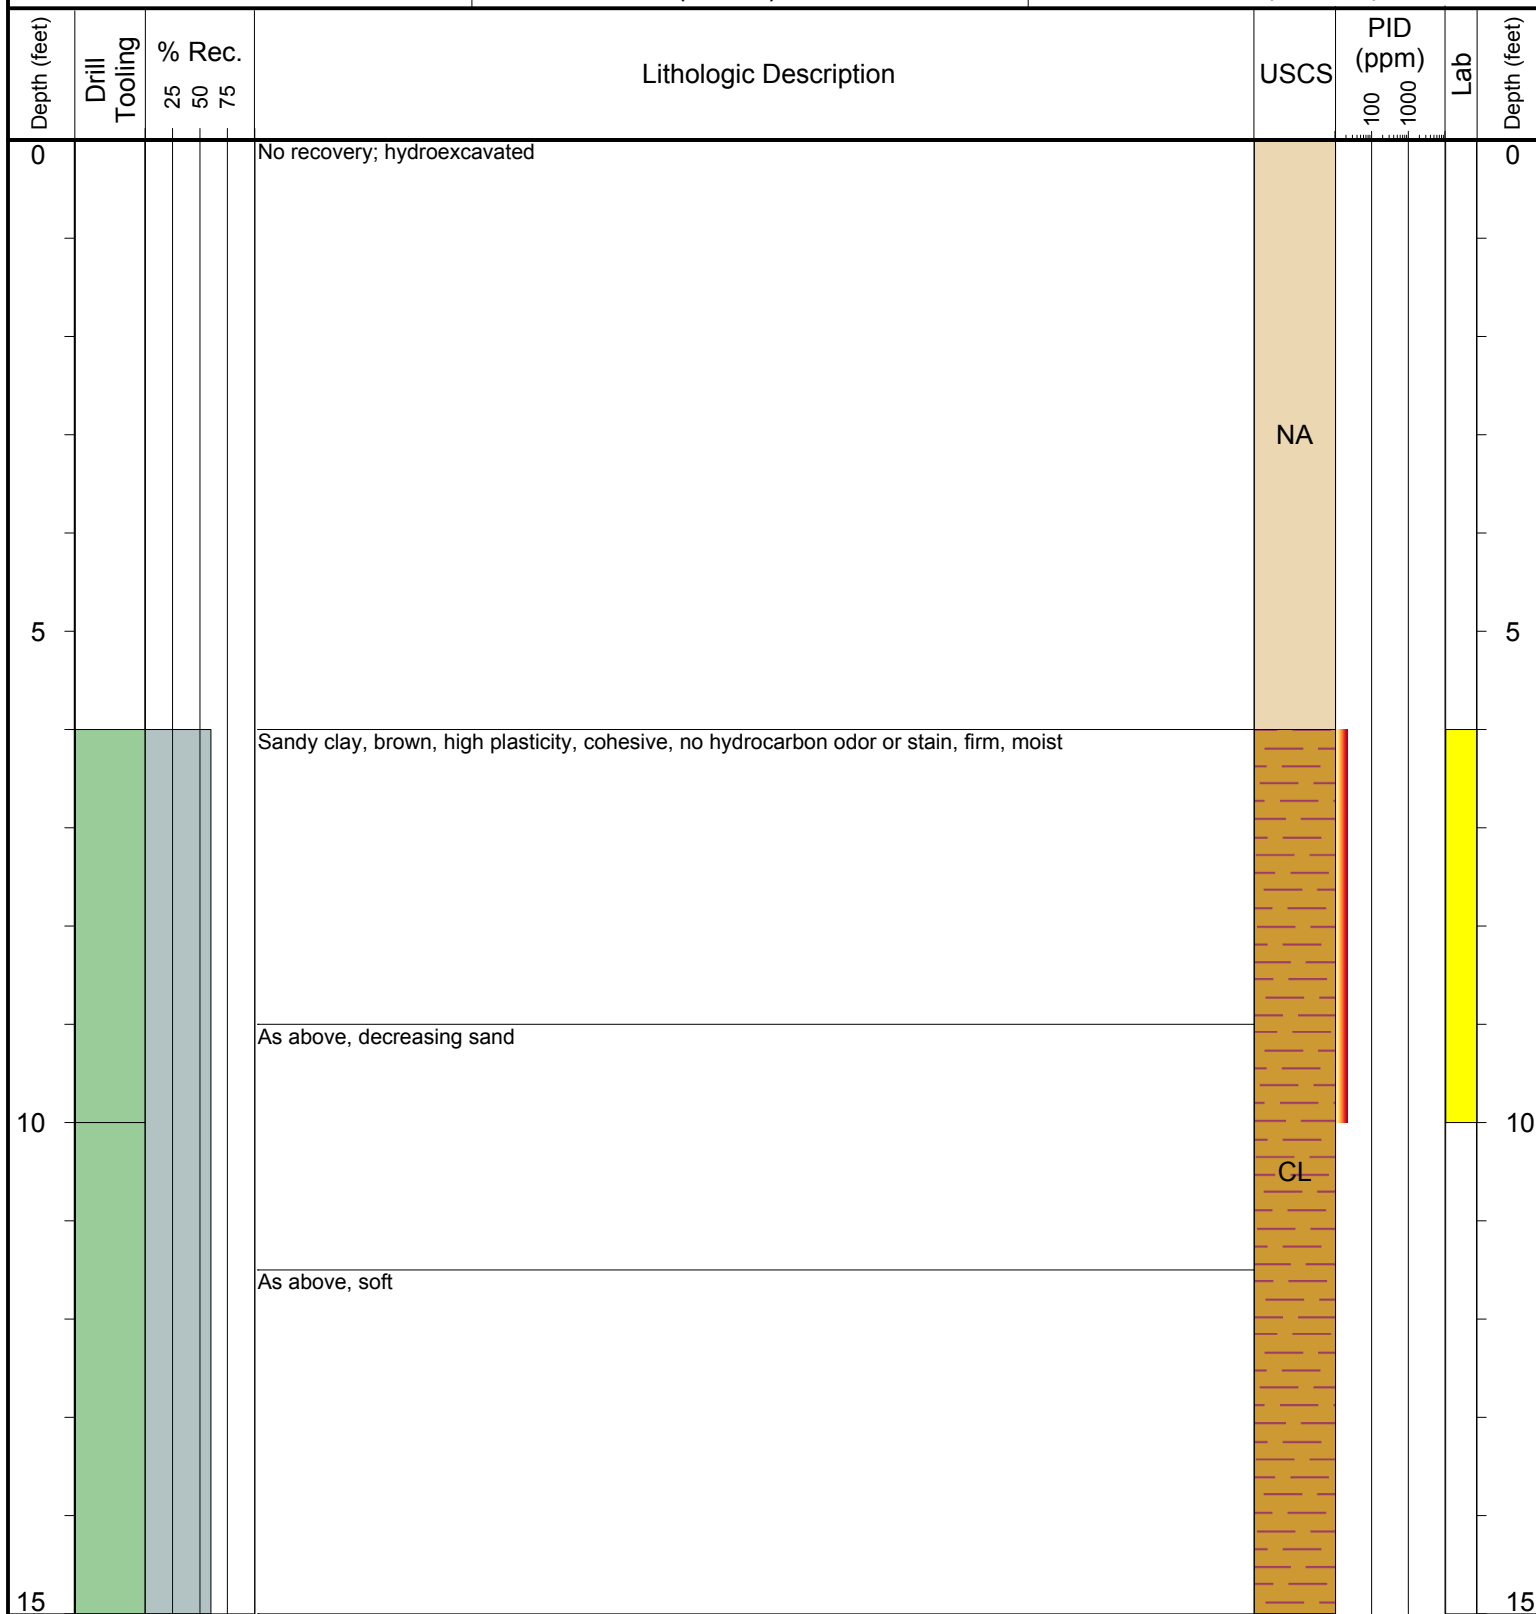 Depth (feet)
Drill
Tooling
% Rec.
25
50
75
Lithologic Description
USCS
PID
(ppm)
100
1000
Lab
Depth (feet)
0
No recovery; hydroexcavated
0
NA
5
5
Sandy clay, brown, high plasticity, cohesive, no hydrocarbon odor or stain, firm, moist
As above, decreasing sand
10
10
CL
As above, soft
15
15